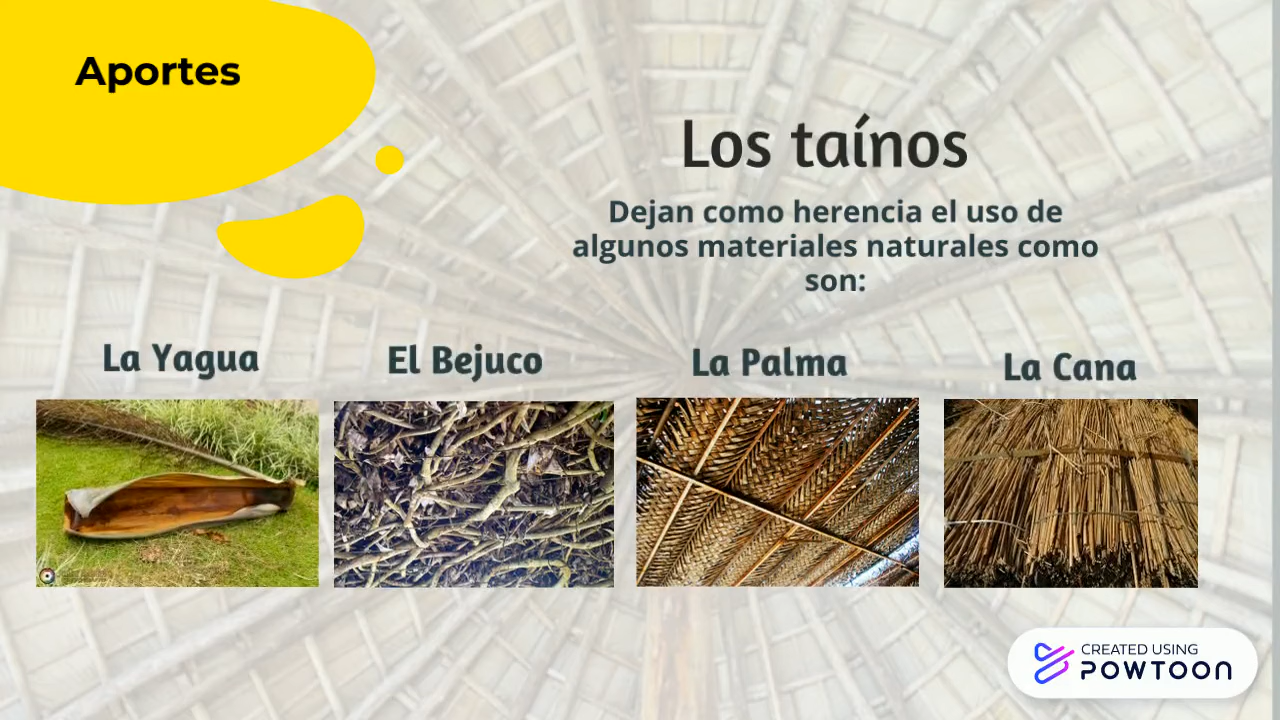 Aportes
Los taínos
Dejan como herencia el uso de
algunos materiales naturales como
son:
La Yagua
El Bejuco
La Palma
La Cana
CREATED USING
POWTOON